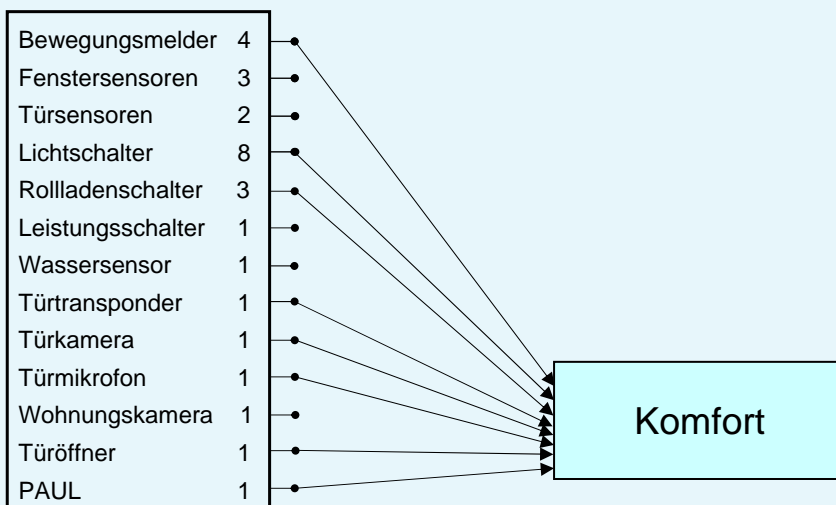 Bewegungsmelder 4
Fenstersensoren 3
Türsensoren 2
Lichtschalter 8
Rollladenschalter 3
Leistungsschalter 1
Wassersensor 1
Türtransponder 1
Türkamera 1
Türmikrofon 1
Wohnungskamera 1
Türöffner 1
PAUL 1
Komfort